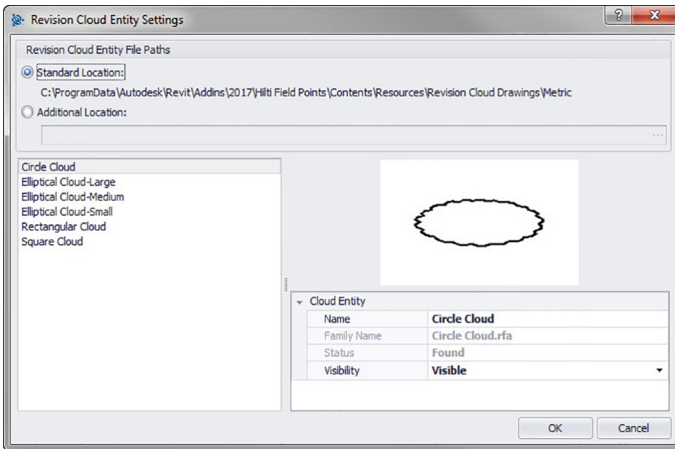 Revision Cloud Entity Settings
Revision Cloud Entity File Paths
Standard Location:
C:\ProgramData\Autodesk\Revit\Addins\2017\Hilti Field Points\Contents\Resources\Revision Cloud Drawings\Metric
Additional Location:
Circle Cloud
Elliptical Cloud-Large
Elliptical Cloud-Medium
Elliptical Cloud-Small
Rectangular Cloud
Square Cloud
Cloud Entity
Name Circle Cloud
Family Name Circle Cloud.rfa
Status Found
Visibility Visible
OK Cancel